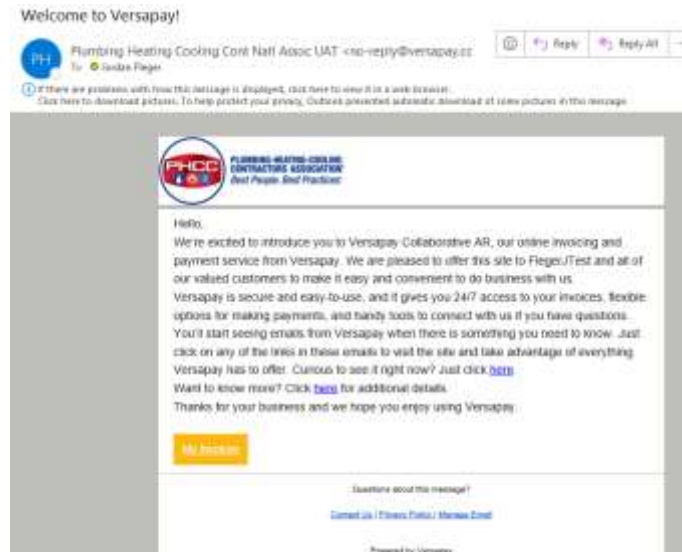 Welcome to Versapay!
PH
Plumbing Heating Cooling Cont Natl Assoc UAT <no-reply@versapay.cc
To Jordan Fleger
Reply
Reply All
If there are problems with how this message is displayed, click here to view it in a web browser.
Click here to download pictures. To help protect your privacy, Outlook prevented automatic download of some pictures in this message.
PHCC
PLUMBING-HEATING-COOLING
CONTRACTORS ASSOCIATION
Best People. Best Practices.
Hello,
We're excited to introduce you to Versapay Collaborative AR, our online invoicing and
payment service from Versapay. We are pleased to offer this site to FlegerJTest and all of
our valued customers to make it easy and convenient to do business with us.
Versapay is secure and easy-to-use, and it gives you 24/7 access to your invoices, flexible
options for making payments, and handy tools to connect with us if you have questions.
You'll start seeing emails from Versapay when there is something you need to know. Just
click on any of the links in these emails to visit the site and take advantage of everything
Versapay has to offer. Curious to see it right now? Just click here.
Want to know more? Click here for additional details.
Thanks for your business and we hope you enjoy using Versapay.
My Invoices
Questions about this message?
Contact Us | Privacy Policy | Manage Email
Powered by Versapay